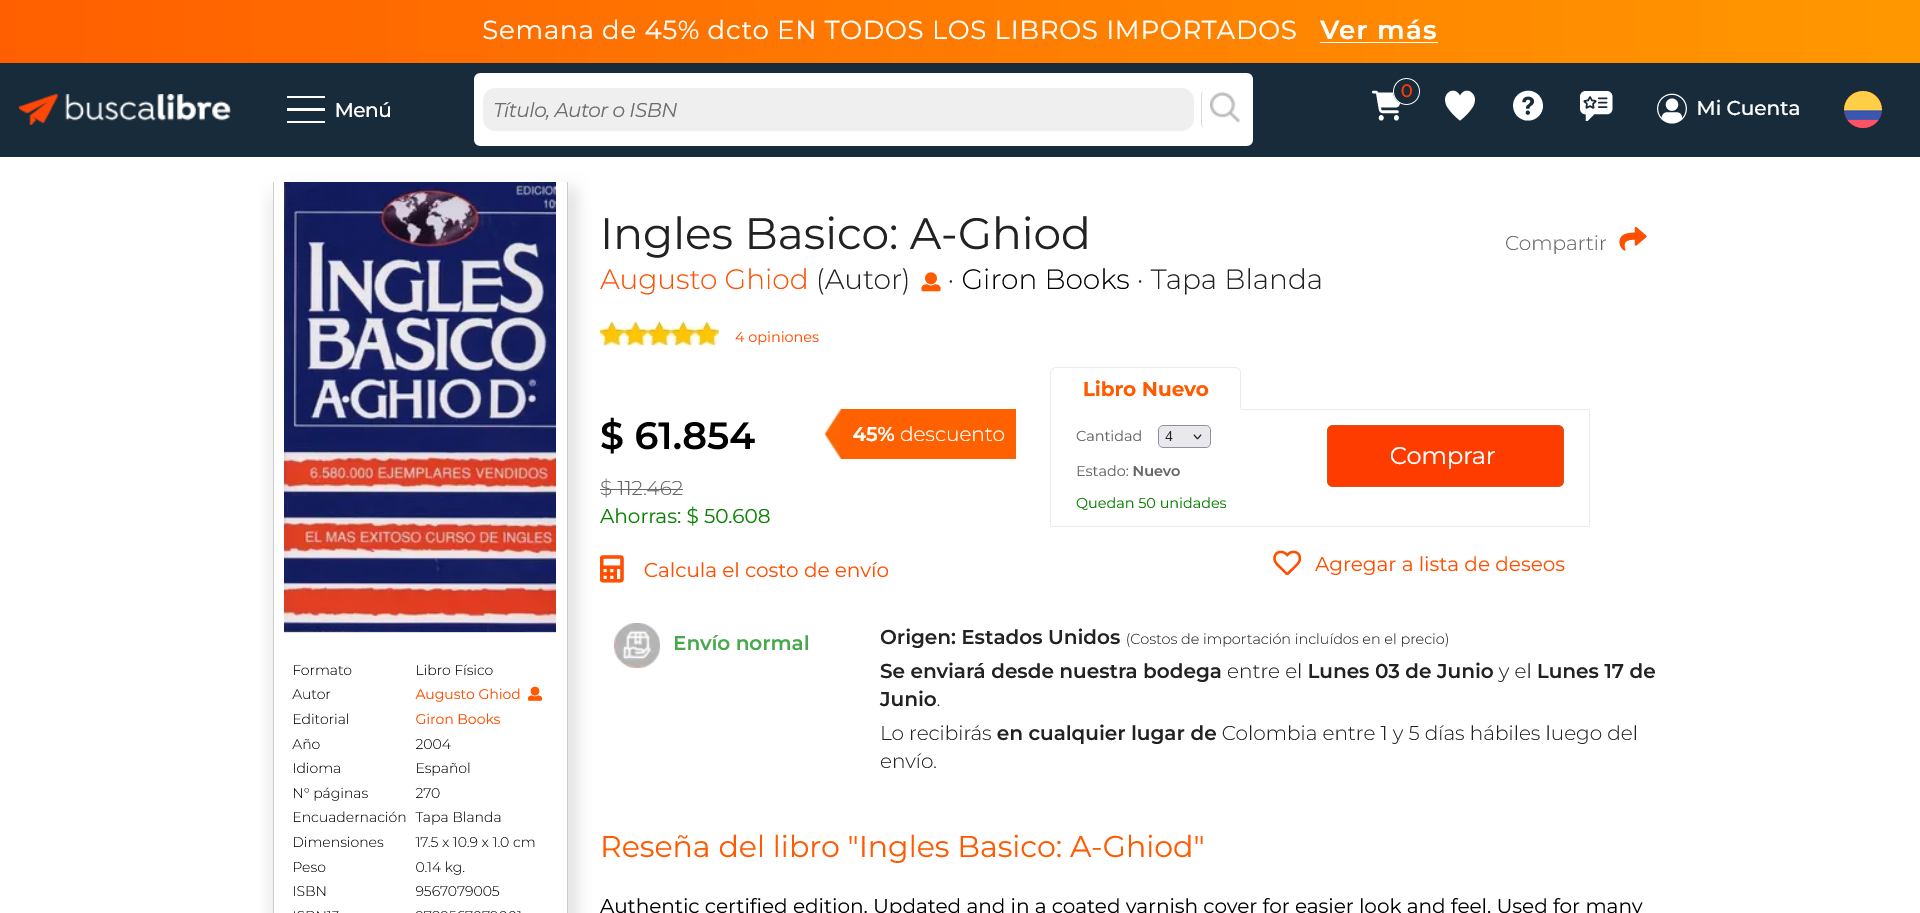 Semana de 45% dcto EN TODOS LOS LIBROS IMPORTADOS Ver más
buscalibre
Menú
Título, Autor o ISBN
0
Mi Cuenta
EDICION
INGLES
BASICO
A·GHIO D:
6.580.000 EJEMPLARES VENDIDOS
EL MAS EXITOSO CURSO DE INGLES
Formato Libro Físico
Autor Augusto Ghiod
Editorial Giron Books
Año 2004
Idioma Español
N° páginas 270
Encuadernación Tapa Blanda
Dimensiones 17.5 x 10.9 x 1.0 cm
Peso 0.14 kg.
ISBN 9567079005
Ingles Basico: A-Ghiod
Compartir
Augusto Ghiod (Autor) · Giron Books · Tapa Blanda
4 opiniones
$ 61.854
45% descuento
$ 112.462
Ahorras: $ 50.608
Libro Nuevo
Cantidad 4
Estado: Nuevo
Quedan 50 unidades
Comprar
Calcula el costo de envío
Agregar a lista de deseos
Envío normal
Origen: Estados Unidos (Costos de importación incluídos en el precio)
Se enviará desde nuestra bodega entre el Lunes 03 de Junio y el Lunes 17 de
Junio.
Lo recibirás en cualquier lugar de Colombia entre 1 y 5 días hábiles luego del
envío.
Reseña del libro "Ingles Basico: A-Ghiod"
Authentic certified edition. Updated and in a coated varnish cover for easier look and feel. Used for many